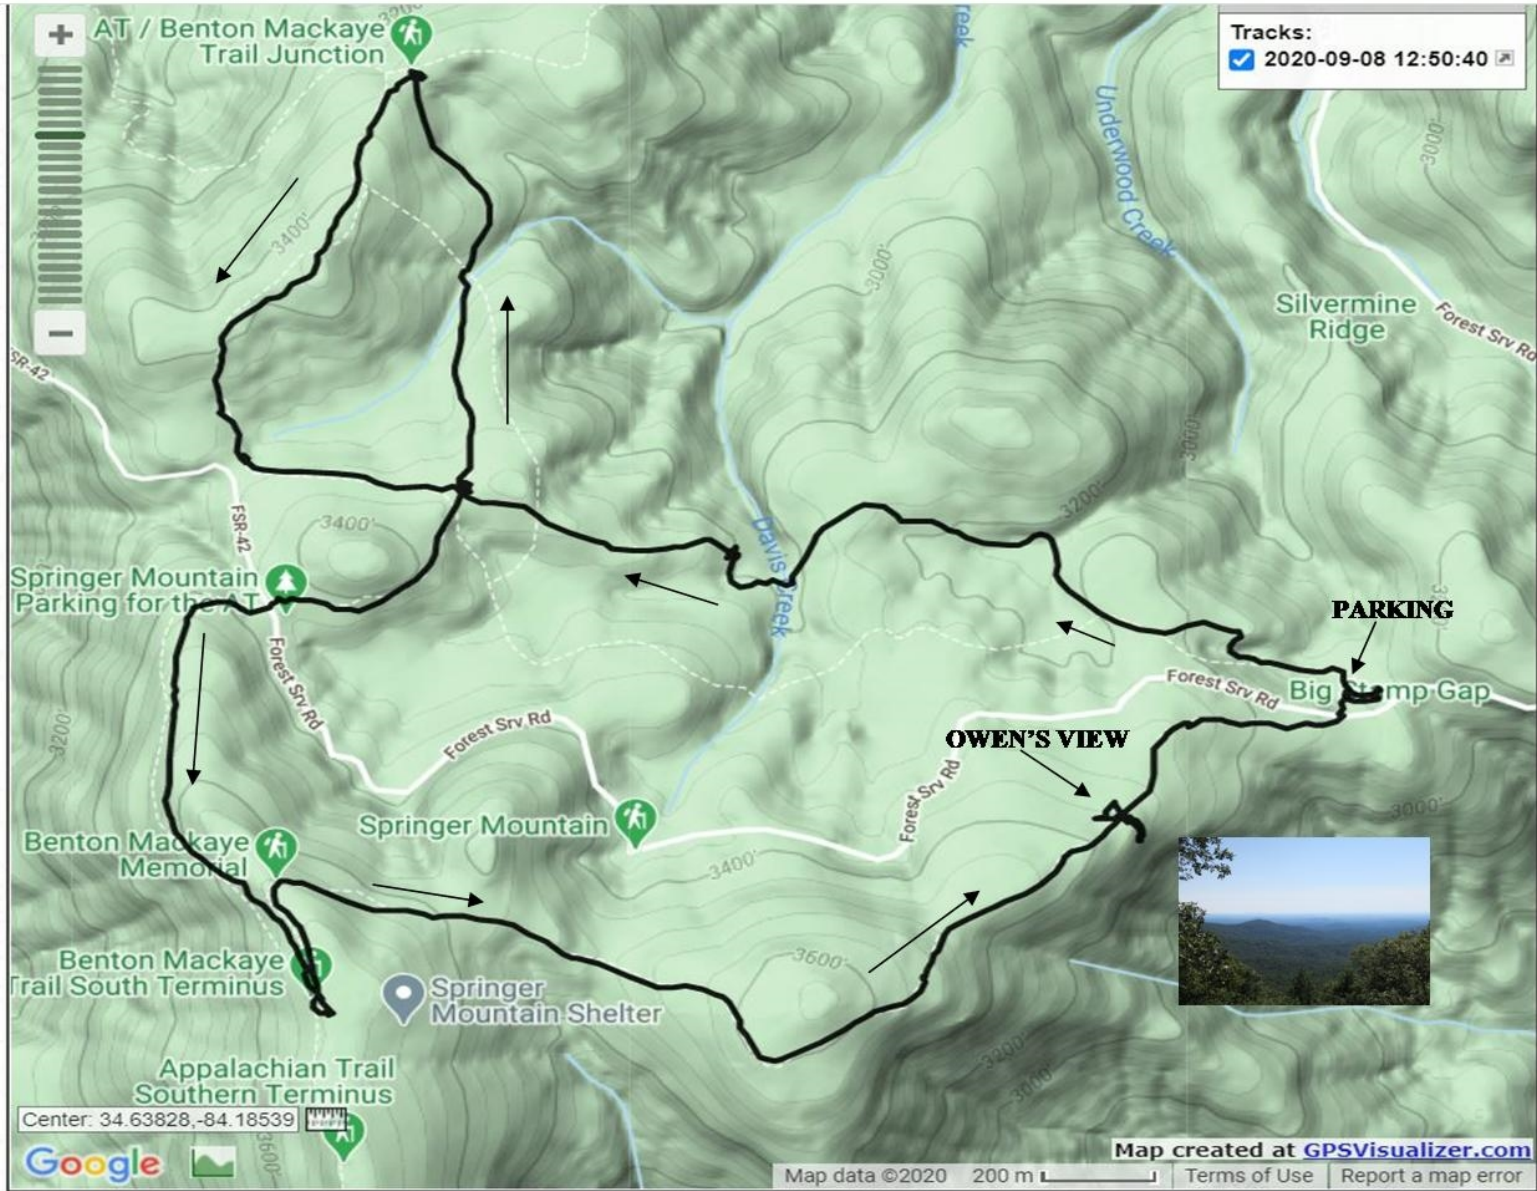 AT / Benton Mackaye
Trail Junction
3200'
reek
Tracks:
2020-09-08 12:50:40
Underwood Creek
3000'
3400'
3000'
Silvermine
Ridge
Forest Srv Rd
SR-42
3000'
3200'
3400'
FSR-42
Davis Creek
Springer Mountain
Parking for the AT
PARKING
Forest Srv Rd
Forest Srv Rd
Forest Srv Rd
Big Stamp Gap
3200'
OWEN'S VIEW
Forest Srv Rd
Springer Mountain
3000'
Benton Mackaye
Memorial
3400'
3600'
Benton Mackaye
Trail South Terminus
Springer
Mountain Shelter
3200'
3000'
Appalachian Trail
Southern Terminus
Center: 34.63828,-84.18539
3600'
Google
Map created at GPSVisualizer.com
Map data ©2020
200 m
Terms of Use
Report a map error